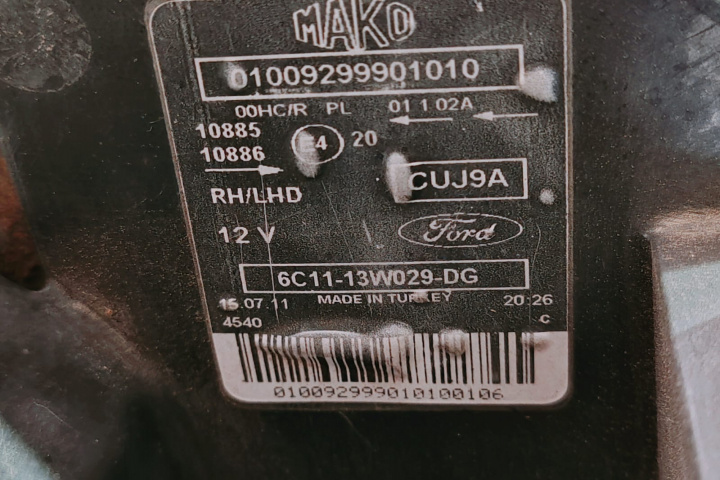 MAKO
01009299901010
00HC/R PL 01 1 02A
10885
10886
E4 20
CUJ9A
RH/LHD
12 V
Ford
6C11-13W029-DG
15.07.11 MADE IN TURKEY 20:26
4540 C
010092999010100106